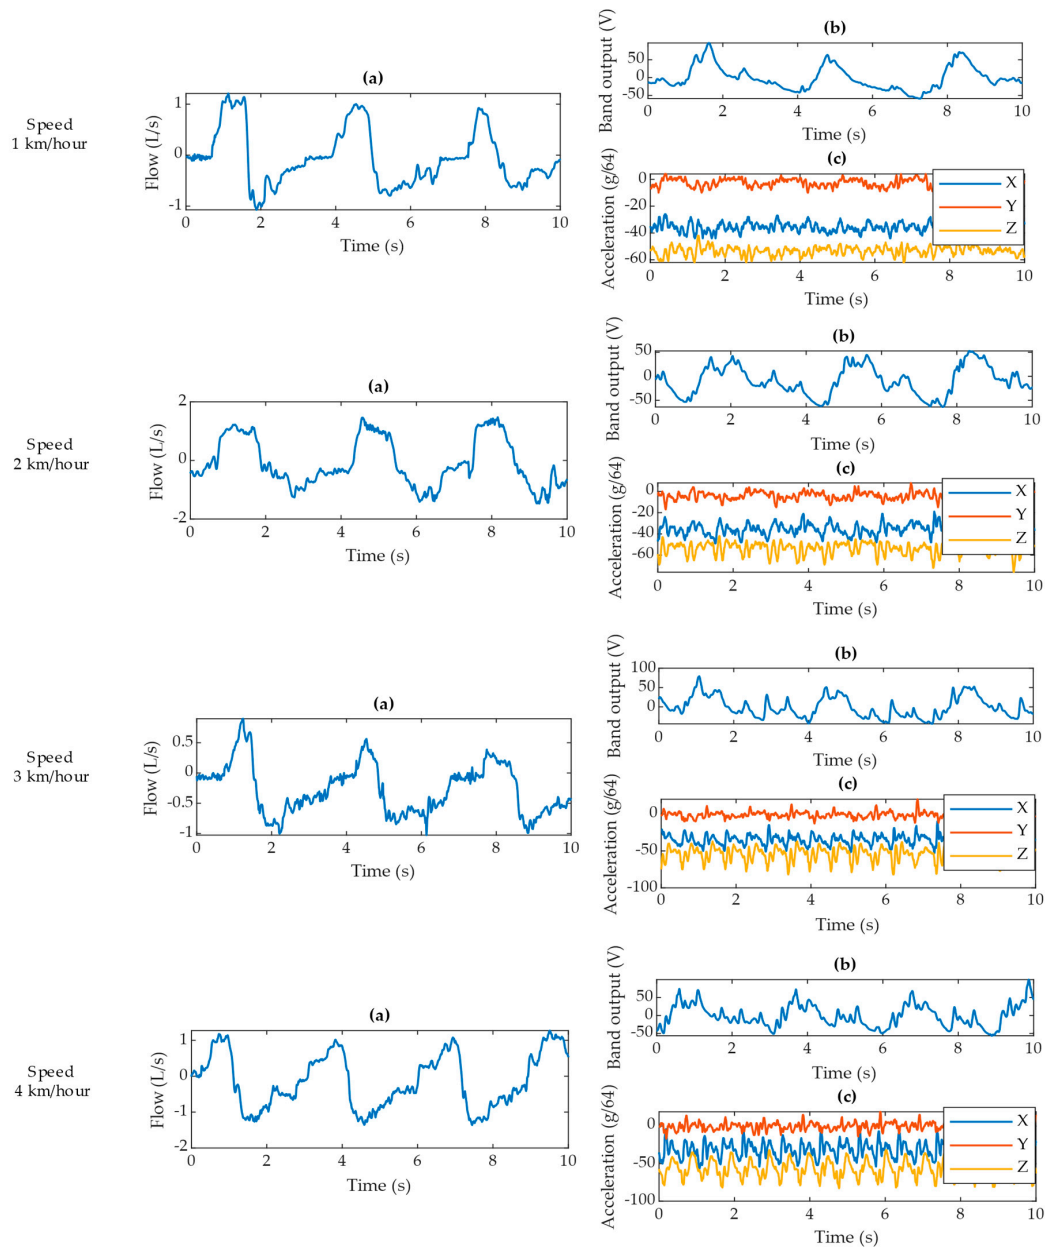 Speed
1 km/hour
(a)
Flow (L/s)
1
0
-1
0 2 4 6 8 10
Time (s)
(b)
Band output (V)
50
0
-50
0 2 4 6 8 10
Time (s)
(c)
Acceleration (g/64)
0
-20
-40
-60
0 2 4 6 8 10
Time (s)
X
Y
Z
Speed
2 km/hour
(a)
Flow (L/s)
2
0
-2
0 2 4 6 8 10
Time (s)
(b)
Band output (V)
50
0
-50
0 2 4 6 8 10
Time (s)
(c)
Acceleration (g/64)
0
-20
-40
-60
0 2 4 6 8 10
Time (s)
X
Y
Z
Speed
3 km/hour
(a)
Flow (L/s)
0.5
0
-0.5
-1
0 2 4 6 8 10
Time (s)
(b)
Band output (V)
100
50
0
0 2 4 6 8 10
Time (s)
(c)
Acceleration (g/64)
0
-50
-100
0 2 4 6 8 10
Time (s)
X
Y
Z
Speed
4 km/hour
(a)
Flow (L/s)
1
0
-1
-2
0 2 4 6 8 10
Time (s)
(b)
Band output (V)
50
0
-50
0 2 4 6 8 10
Time (s)
(c)
Acceleration (g/64)
0
-50
-100
0 2 4 6 8 10
Time (s)
X
Y
Z